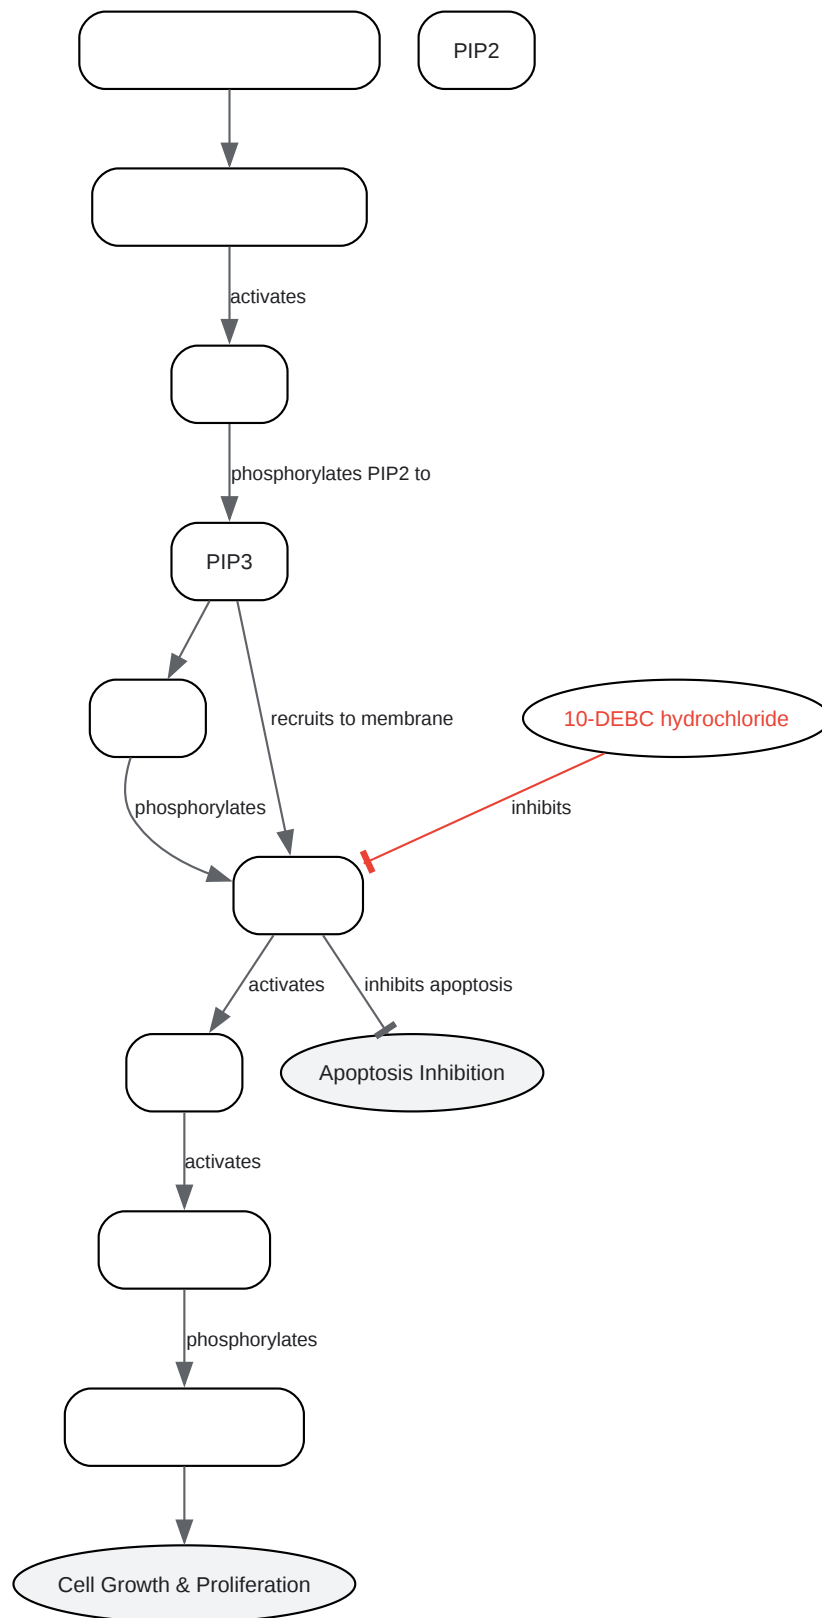 PIP2
activates
phosphorylates PIP2 to
PIP3
recruits to membrane
10-DEBC hydrochloride
phosphorylates
inhibits
activates
inhibits apoptosis
Apoptosis Inhibition
activates
phosphorylates
Cell Growth & Proliferation